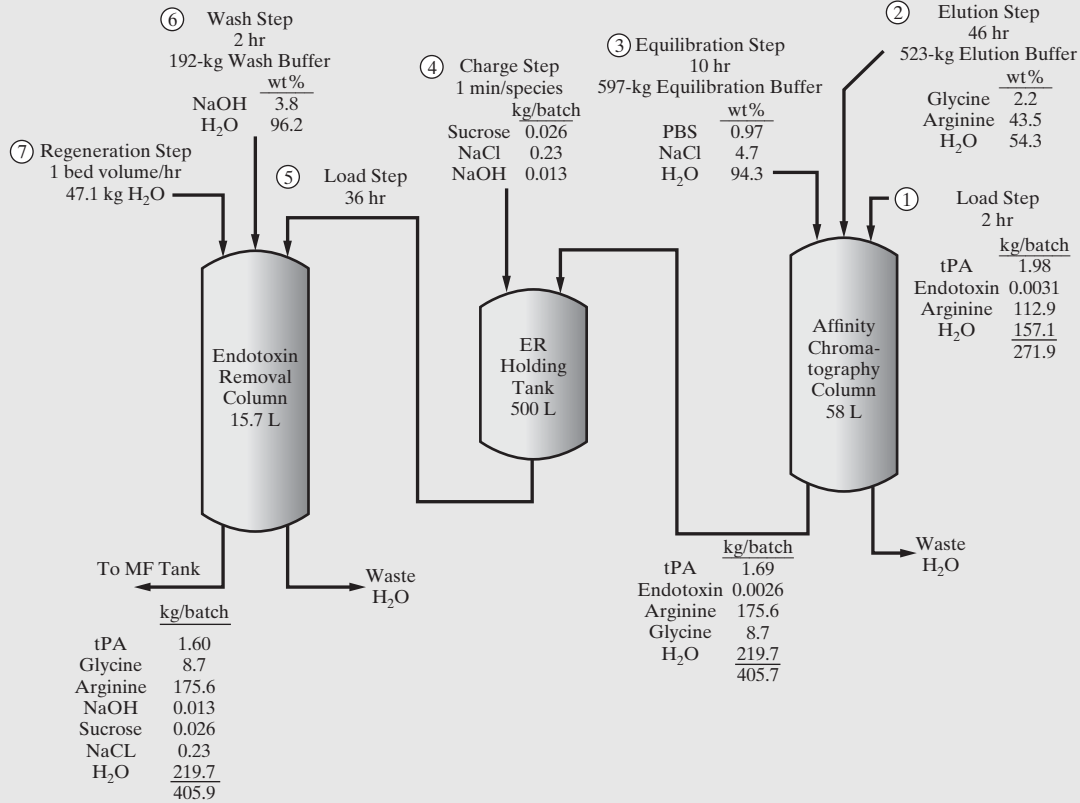 ⑥ Wash Step
2 hr
192-kg Wash Buffer
wt%
NaOH 3.8
H₂O 96.2
⑦ Regeneration Step
1 bed volume/hr
47.1 kg H₂O
⑤ Load Step
36 hr
④ Charge Step
1 min/species
kg/batch
Sucrose 0.026
NaCl 0.23
NaOH 0.013
③ Equilibration Step
10 hr
597-kg Equilibration Buffer
wt%
PBS 0.97
NaCl 4.7
H₂O 94.3
② Elution Step
46 hr
523-kg Elution Buffer
wt%
Glycine 2.2
Arginine 43.5
H₂O 54.3
① Load Step
2 hr
kg/batch
tPA 1.98
Endotoxin 0.0031
Arginine 112.9
H₂O 157.1
271.9
Endotoxin
Removal
Column
15.7 L
ER
Holding
Tank
500 L
Affinity
Chroma-
tography
Column
58 L
To MF Tank
kg/batch
tPA 1.60
Glycine 8.7
Arginine 175.6
NaOH 0.013
Sucrose 0.026
NaCL 0.23
H₂O 219.7
405.9
Waste
H₂O
kg/batch
tPA 1.69
Endotoxin 0.0026
Arginine 175.6
Glycine 8.7
H₂O 219.7
405.7
Waste
H₂O